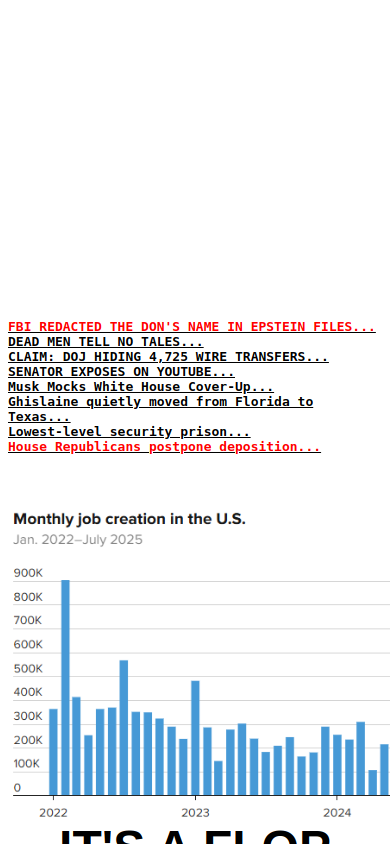 FBI REDACTED THE DON'S NAME IN EPSTEIN FILES...
DEAD MEN TELL NO TALES...
CLAIM: DOJ HIDING 4,725 WIRE TRANSFERS...
SENATOR EXPOSES ON YOUTUBE...
Musk Mocks White House Cover-Up...
Ghislaine quietly moved from Florida to
Texas...
Lowest-level security prison...
House Republicans postpone deposition...
Monthly job creation in the U.S.
Jan. 2022–July 2025
900K
800K
700K
600K
500K
400K
300K
200K
100K
0
2022 2023 2024
IT'S A FLOP